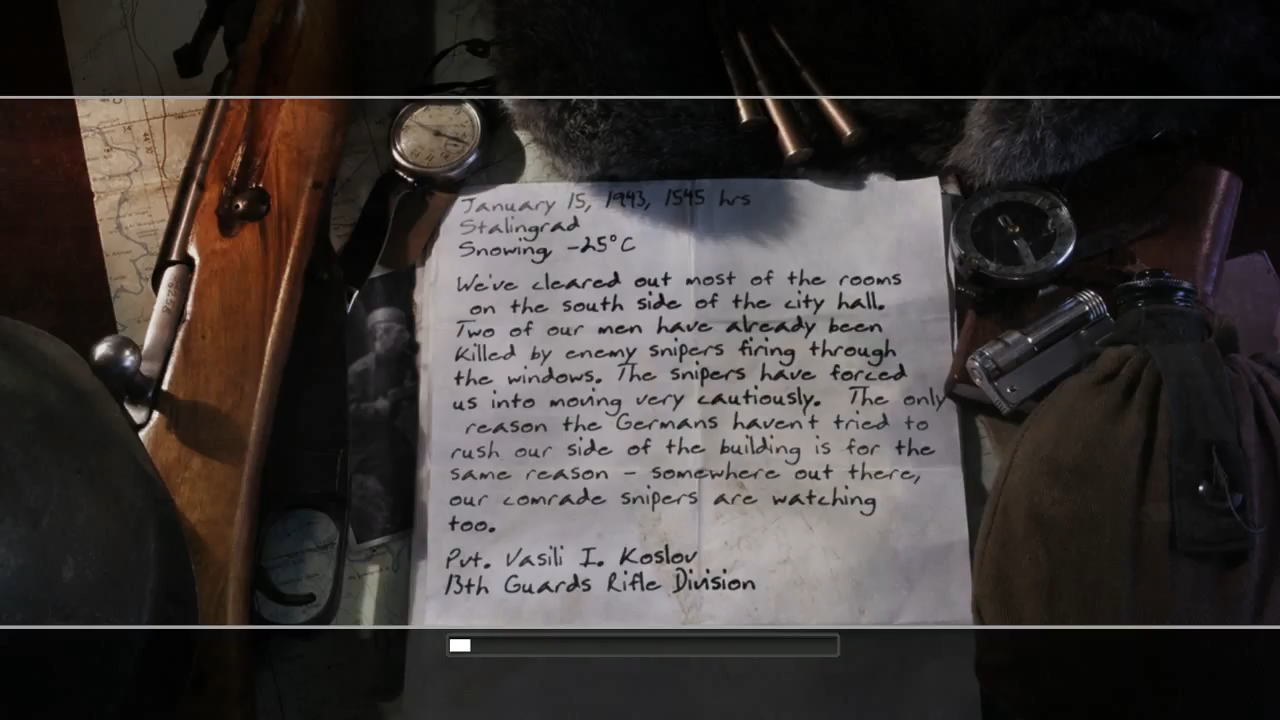 January 15, 1943, 1545 hrs
Stalingrad
Snowing -25°C
We've cleared out most of the rooms
on the south side of the city hall.
Two of our men have already been
killed by enemy snipers firing through
the windows. The snipers have forced
us into moving very cautiously. The only
reason the Germans haven't tried to
rush our side of the building is for the
same reason - somewhere out there,
our comrade snipers are watching
too.
Pvt. Vasili I. Koslov
13th Guards Rifle Division